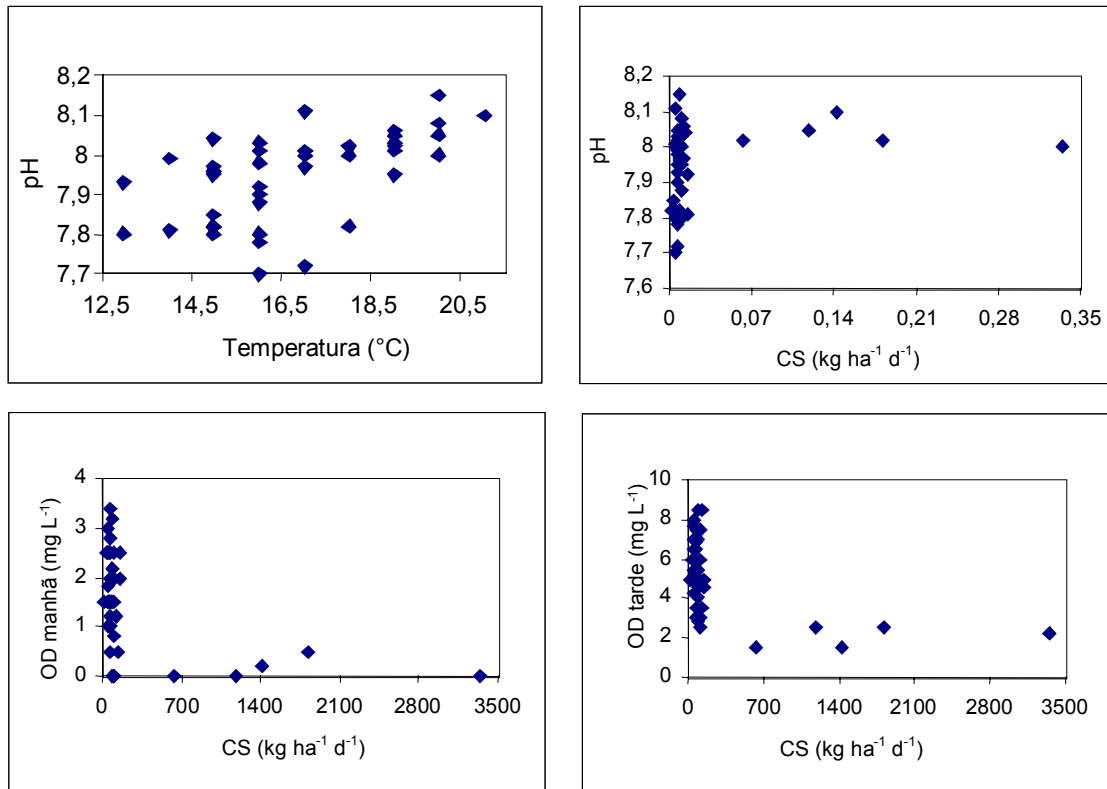 pH
8,2
8,1
8
7,9
7,8
7,7
12,5 14,5 16,5 18,5 20,5
Temperatura (°C)
pH
8,2
8,1
8,0
7,9
7,8
7,7
7,6
0 0,07 0,14 0,21 0,28 0,35
CS (kg ha⁻¹ d⁻¹)
OD manhã (mg L⁻¹)
4
3
2
1
0
0 700 1400 2100 2800 3500
CS (kg ha⁻¹ d⁻¹)
OD tarde (mg L⁻¹)
10
8
6
4
2
0
0 700 1400 2100 2800 3500
CS (kg ha⁻¹ d⁻¹)